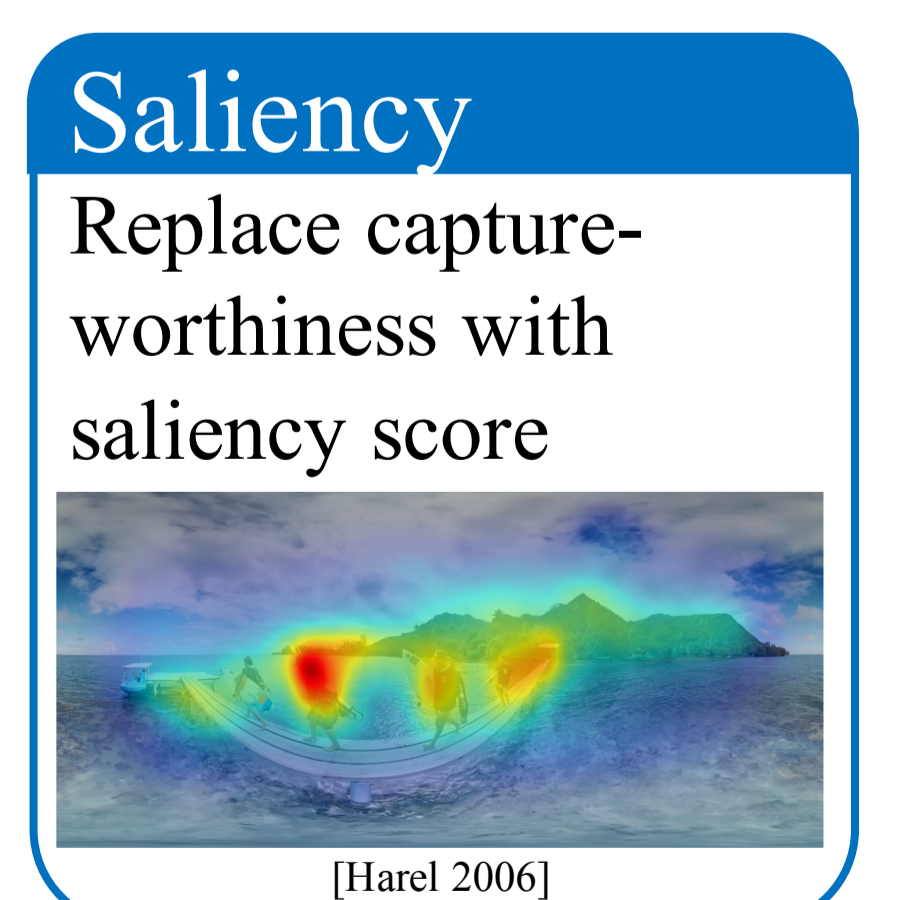 Saliency
Replace capture-
worthiness with
saliency score
[Harel 2006]